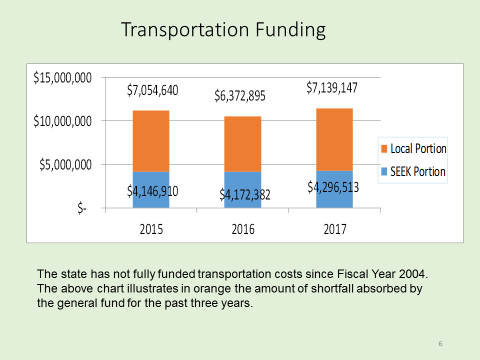 Transportation Funding
$15,000,000
$10,000,000
$5,000,000
$-
$7,054,640
$6,372,895
$7,139,147
$4,146,910
$4,172,382
$4,296,513
2015
2016
2017
Local Portion
SEEK Portion
The state has not fully funded transportation costs since Fiscal Year 2004.
The above chart illustrates in orange the amount of shortfall absorbed by
the general fund for the past three years.
6